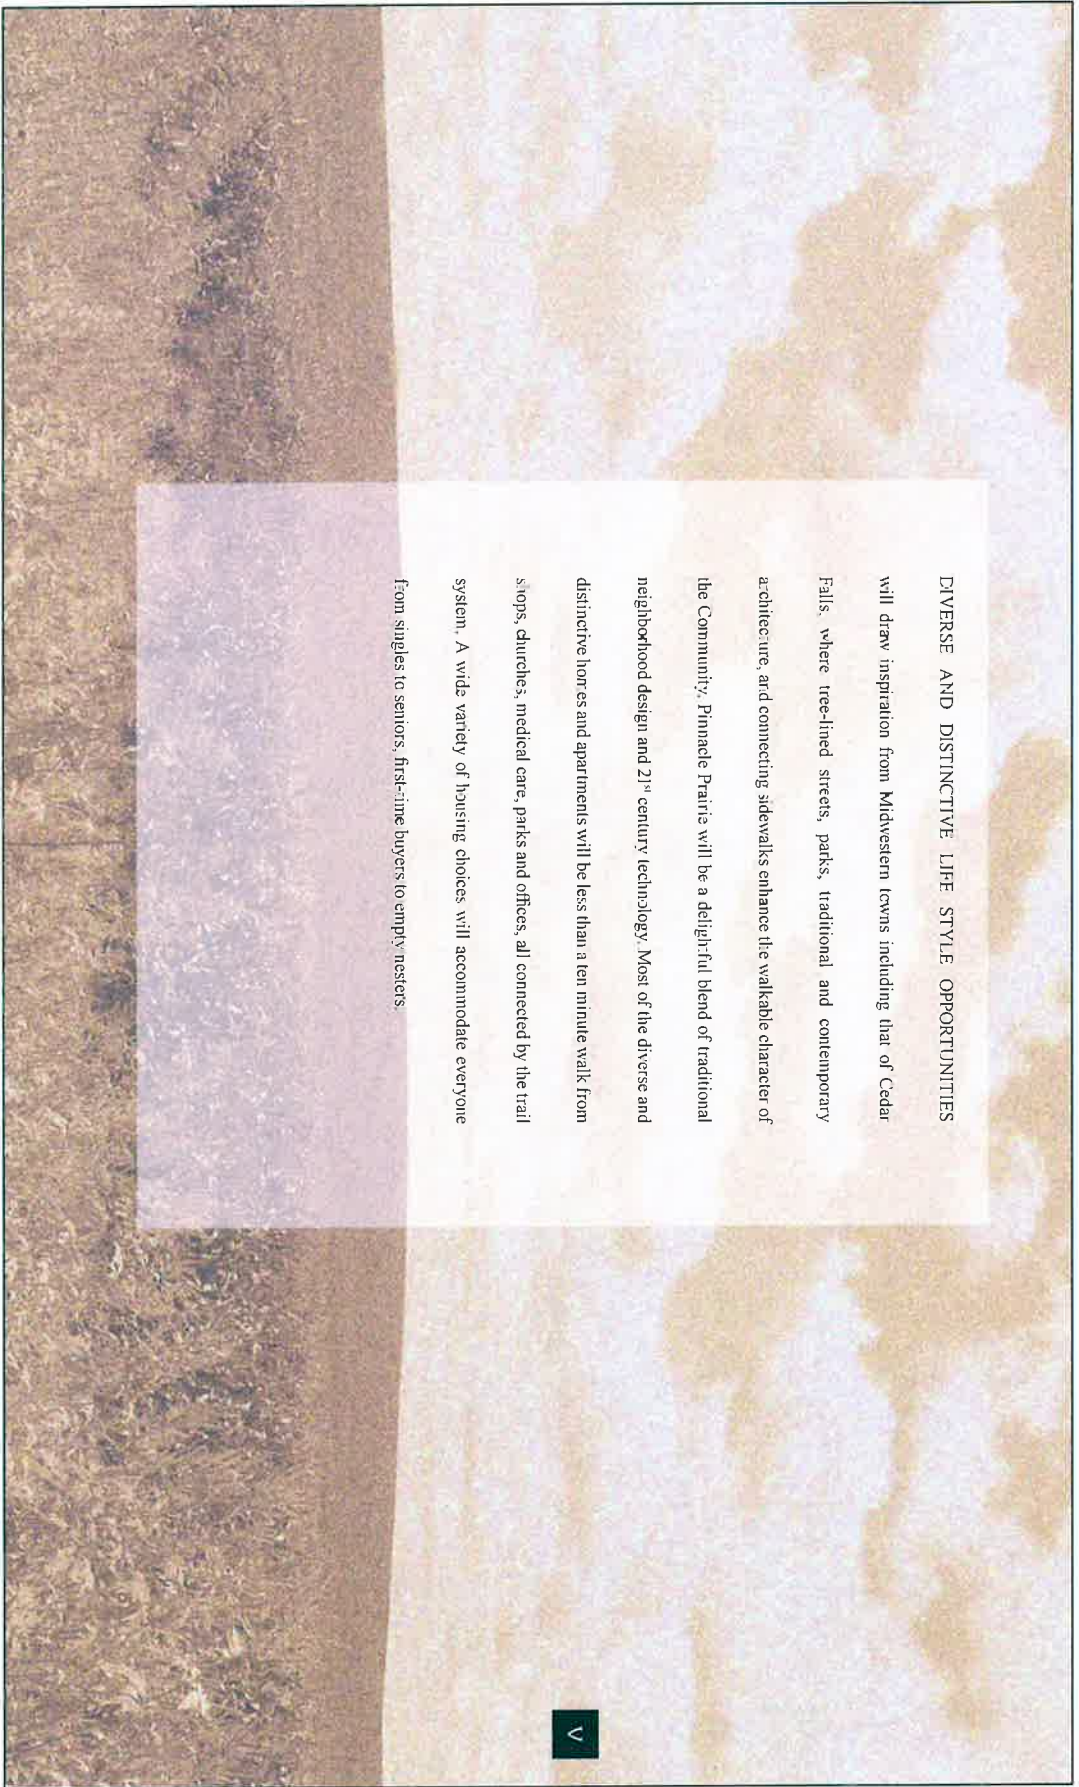 DIVERSE AND DISTINCTIVE LIFE STYLE OPPORTUNITIES
will draw inspiration from Midwestern towns including that of Cedar
Falls, where tree-lined streets, parks, traditional and contemporary
architecture, and connecting sidewalks enhance the walkable character of
the Community. Pinnacle Prairie will be a delightful blend of traditional
neighborhood design and 21st century technology. Most of the diverse and
distinctive homes and apartments will be less than a ten minute walk from
shops, churches, medical care, parks and offices, all connected by the trail
system. A wide variety of housing choices will accommodate everyone
from singles to seniors, first-time buyers to empty nesters.
V